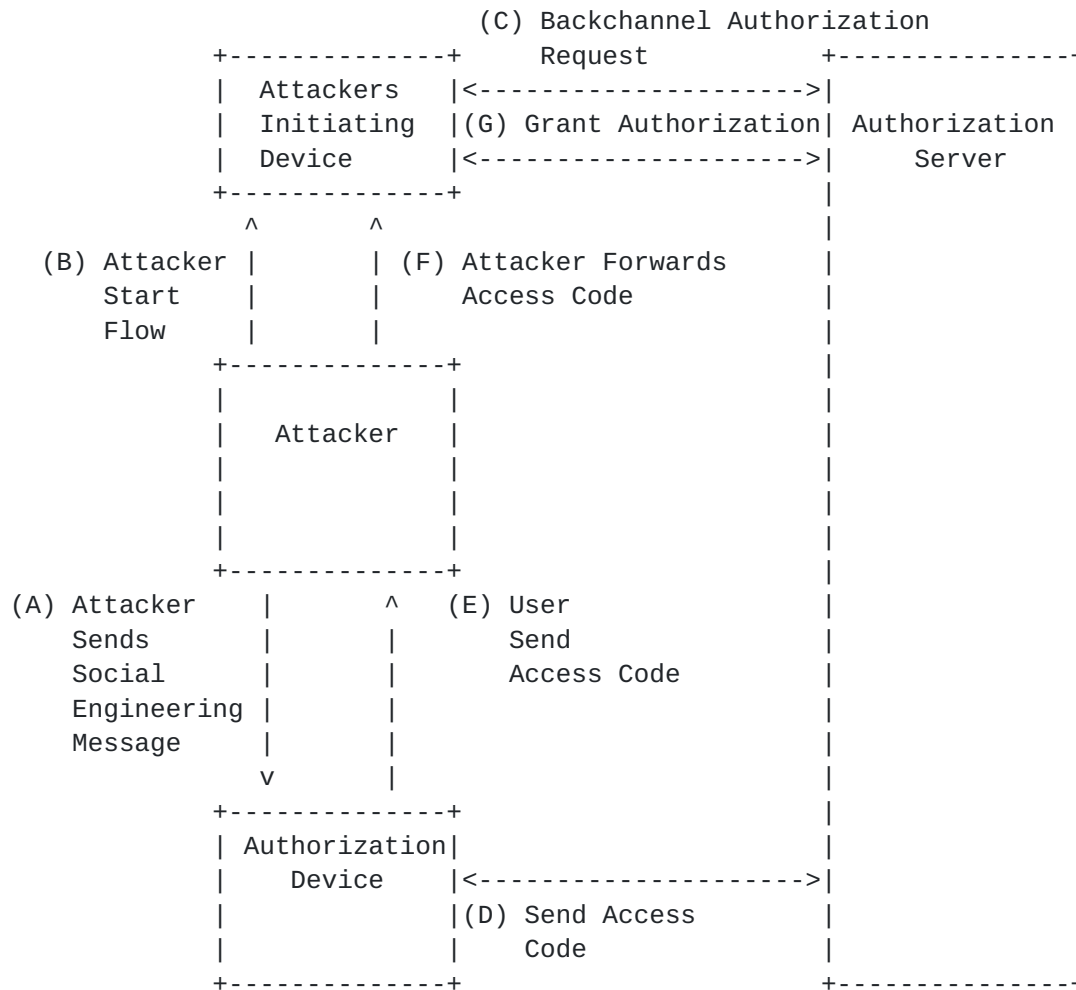 (C) Backchannel Authorization
+--------------+     Request           +---------------+
|  Attackers   |<--------------------->|
|  Initiating  |(G) Grant Authorization| Authorization
|  Device      |<--------------------->|     Server
+--------------+                       |
  ^       ^                            |
(B) Attacker |       | (F) Attacker Forwards      |
Start   |       |     Access Code            |
Flow    |       |                            |
+--------------+                       |
|              |                       |
|   Attacker   |                       |
|              |                       |
|              |                       |
|              |                       |
+--------------+                       |
(A) Attacker    |       ^   (E) User               |
Sends       |       |       Send               |
Social      |       |       Access Code        |
Engineering |       |                          |
Message     |       |                          |
v       |                          |
+--------------+                       |
| Authorization|                       |
|    Device    |<--------------------->|
|              |(D) Send Access        |
|              |    Code               |
+--------------+                       +---------------+